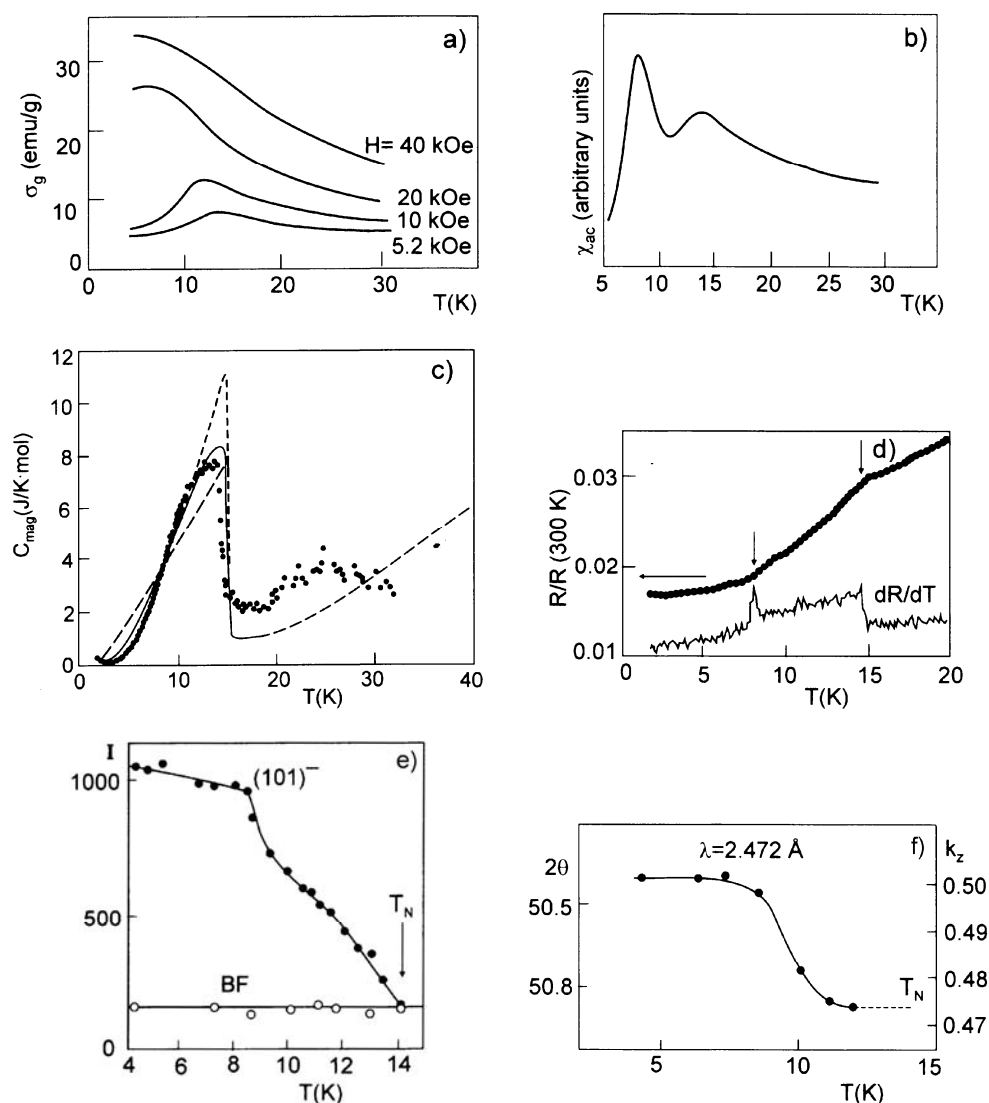 a)
30
20
10
0
σg (emu/g)
H= 40 kOe
20 kOe
10 kOe
5.2 kOe
0
10
20
30
T(K)
b)
χac (arbitrary units)
5
10
15
20
25
30
T(K)
c)
12
10
8
6
4
2
0
Cmag(J/K·mol)
0
10
20
30
40
T(K)
d)
0.03
0.02
0.01
R/R (300 K)
dR/dT
0
5
10
15
20
T(K)
e)
I
1000
500
0
(101)⁻
TN
BF
4
6
8
10
12
14
T(K)
f)
λ=2.472 Å
2θ
50.5
50.8
kz
0.50
0.49
0.48
0.47
TN
5
10
15
T(K)